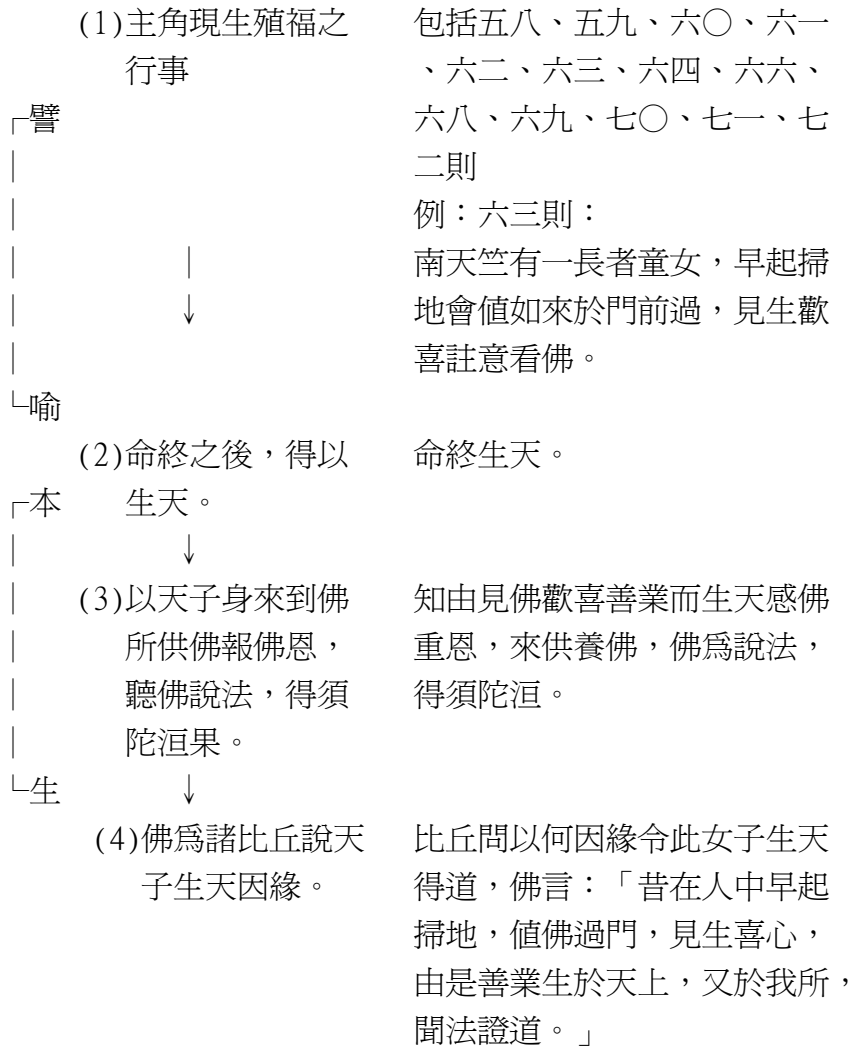 (1)主角現生殖福之 包括五八、五九、六○、六一
行事 、六二、六三、六四、六六、
┌譬 六八、六九、七○、七一、七
│ 二則
│ 例：六三則：
│ │ 南天竺有一長者童女，早起掃
│ ↓ 地會值如來於門前過，見生歡
│ 喜註意看佛。
└喻
(2)命終之後，得以 命終生天。
┌本 生天。
│ ↓
│ (3)以天子身來到佛 知由見佛歡喜善業而生天感佛
│ 所供佛報佛恩， 重恩，來供養佛，佛爲說法，
│ 聽佛說法，得須 得須陀洹。
│ 陀洹果。
└生 ↓
(4)佛爲諸比丘說天 比丘問以何因緣令此女子生天
子生天因緣。 得道，佛言：「昔在人中早起
掃地，值佛過門，見生喜心，
由是善業生於天上，又於我所，
聞法證道。」